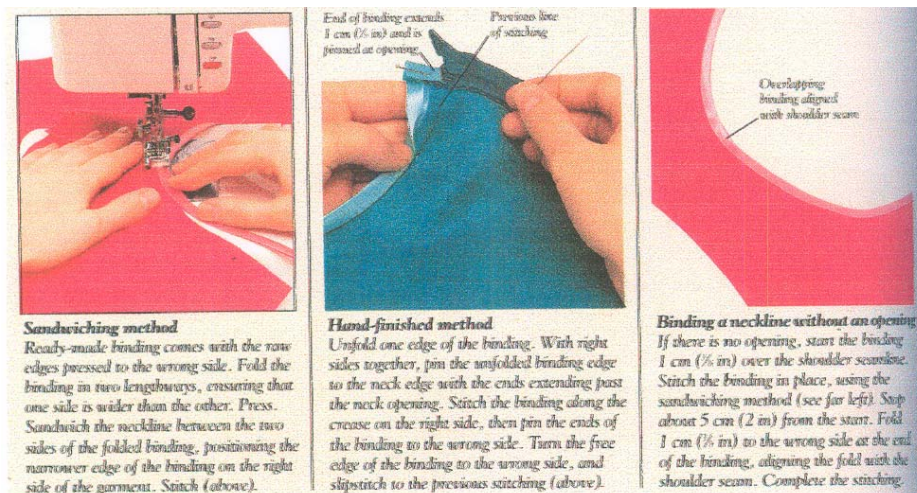 End of binding extends
1 cm (⅜ in) and is
pinned at opening
Previous line
of stitching
Overlapping
binding aligned
with shoulder seam
Sandwiching method
Ready-made binding comes with the raw
edges pressed to the wrong side. Fold the
binding in two lengthways, ensuring that
one side is wider than the other. Press.
Sandwich the neckline between the two
sides of the folded binding, positioning the
narrower edge of the binding on the right
side of the garment. Stitch (above).
Hand-finished method
Unfold one edge of the binding. With right
sides together, pin the unfolded binding edge
to the neck edge with the ends extending past
the neck opening. Stitch the binding along the
crease on the right side, then pin the ends of
the binding to the wrong side. Turn the free
edge of the binding to the wrong side, and
slipstitch to the previous stitching (above).
Binding a neckline without an opening
If there is no opening, start the binding
1 cm (⅜ in) over the shoulder seamline.
Stitch the binding in place, using the
sandwiching method (see far left). Stop
about 5 cm (2 in) from the start. Fold
1 cm (⅜ in) to the wrong side at the end
of the binding, aligning the fold with the
shoulder seam. Complete the stitching.